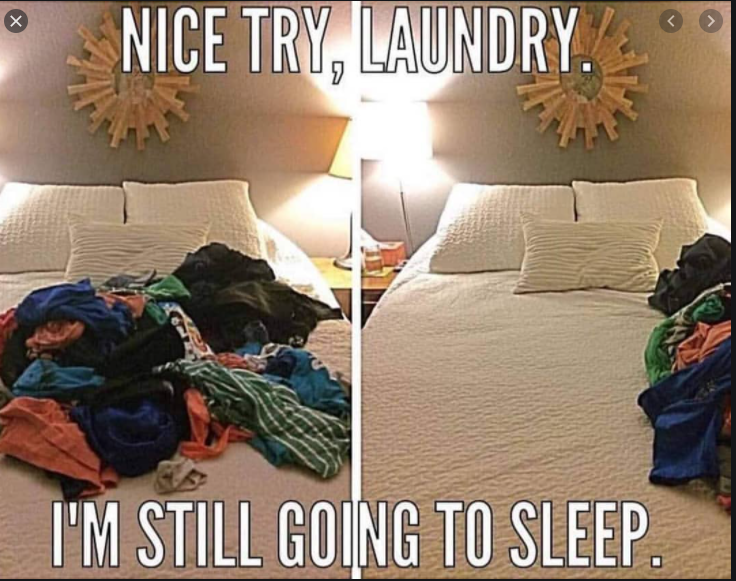 NICE TRY, LAUNDRY.
I'M STILL GOING TO SLEEP.